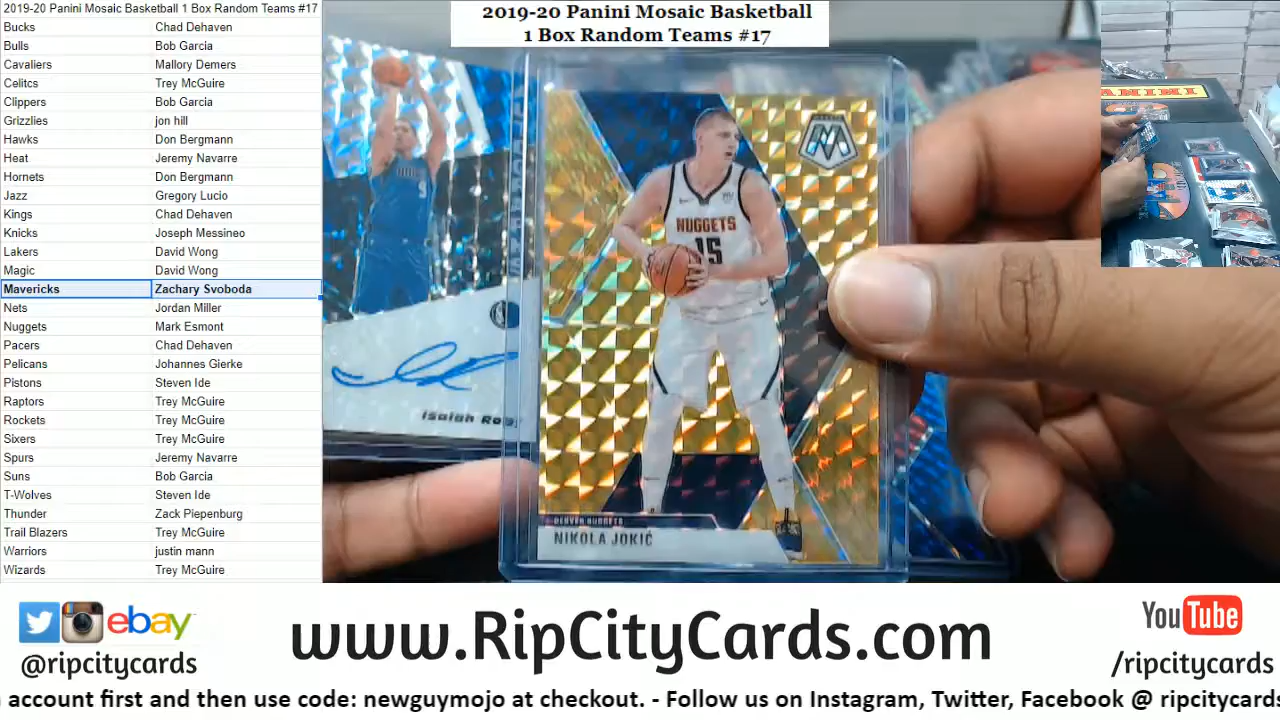 2019-20 Panini Mosaic Basketball 1 Box Random Teams #17
Bucks Chad Dehaven
Bulls Bob Garcia
Cavaliers Mallory Demers
Celitcs Trey McGuire
Clippers Bob Garcia
Grizzlies jon hill
Hawks Don Bergmann
Heat Jeremy Navarre
Hornets Don Bergmann
Jazz Gregory Lucio
Kings Chad Dehaven
Knicks Joseph Messineo
Lakers David Wong
Magic David Wong
Mavericks Zachary Svoboda
Nets Jordan Miller
Nuggets Mark Esmont
Pacers Chad Dehaven
Pelicans Johannes Gierke
Pistons Steven Ide
Raptors Trey McGuire
Rockets Trey McGuire
Sixers Trey McGuire
Spurs Jeremy Navarre
Suns Bob Garcia
T-Wolves Steven Ide
Thunder Zack Piepenburg
Trail Blazers Trey McGuire
Warriors justin mann
Wizards Trey McGuire
2019-20 Panini Mosaic Basketball
1 Box Random Teams #17
NUGGETS
15
DENVER NUGGETS
NIKOLA JOKIĆ
Isaiah
PANINI
ebay
@ripcitycards
www.RipCityCards.com
YouTube
/ripcitycards
account first and then use code: newguymojo at checkout. - Follow us on Instagram, Twitter, Facebook @ ripcitycards